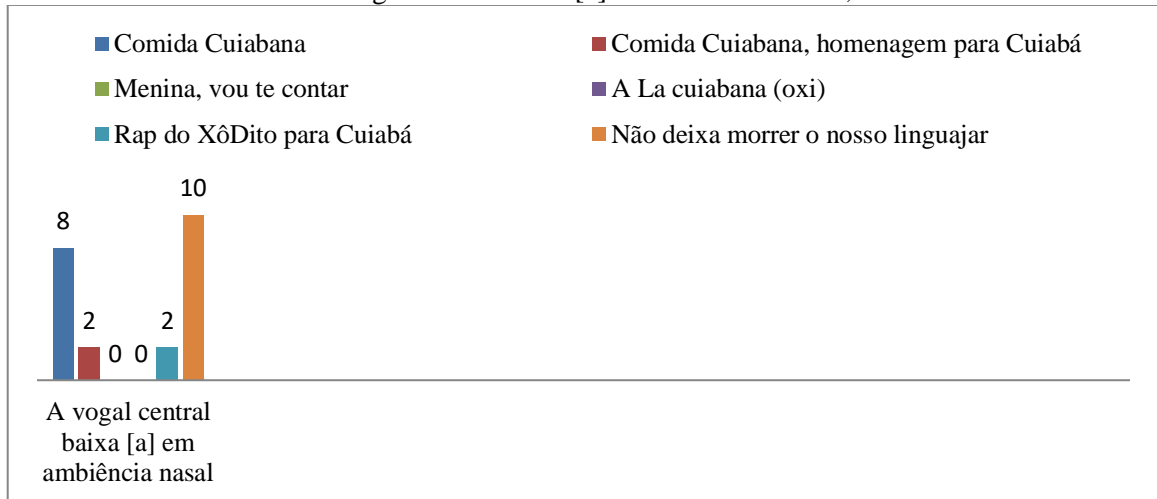 Comida Cuiabana
Comida Cuiabana, homenagem para Cuiabá
Menina, vou te contar
A La cuiabana (oxi)
Rap do XôDito para Cuiabá
Não deixa morrer o nosso linguajar
8
2
0
0
2
10
A vogal central
baixa [a] em
ambiência nasal